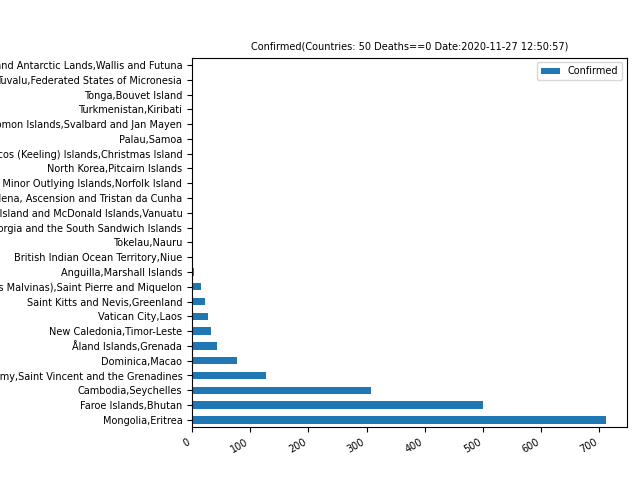 Confirmed(Countries: 50 Deaths==0 Date:2020-11-27 12:50:57)
Confirmed
and Antarctic Lands,Wallis and Futuna
Tuvalu,Federated States of Micronesia
Tonga,Bouvet Island
Turkmenistan,Kiribati
omon Islands,Svalbard and Jan Mayen
Palau,Samoa
cos (Keeling) Islands,Christmas Island
North Korea,Pitcairn Islands
Minor Outlying Islands,Norfolk Island
lena, Ascension and Tristan da Cunha
Island and McDonald Islands,Vanuatu
orgia and the South Sandwich Islands
Tokelau,Nauru
British Indian Ocean Territory,Niue
Anguilla,Marshall Islands
s Malvinas),Saint Pierre and Miquelon
Saint Kitts and Nevis,Greenland
Vatican City,Laos
New Caledonia,Timor-Leste
Åland Islands,Grenada
Dominica,Macao
my,Saint Vincent and the Grenadines
Cambodia,Seychelles
Faroe Islands,Bhutan
Mongolia,Eritrea
0 100 200 300 400 500 600 700